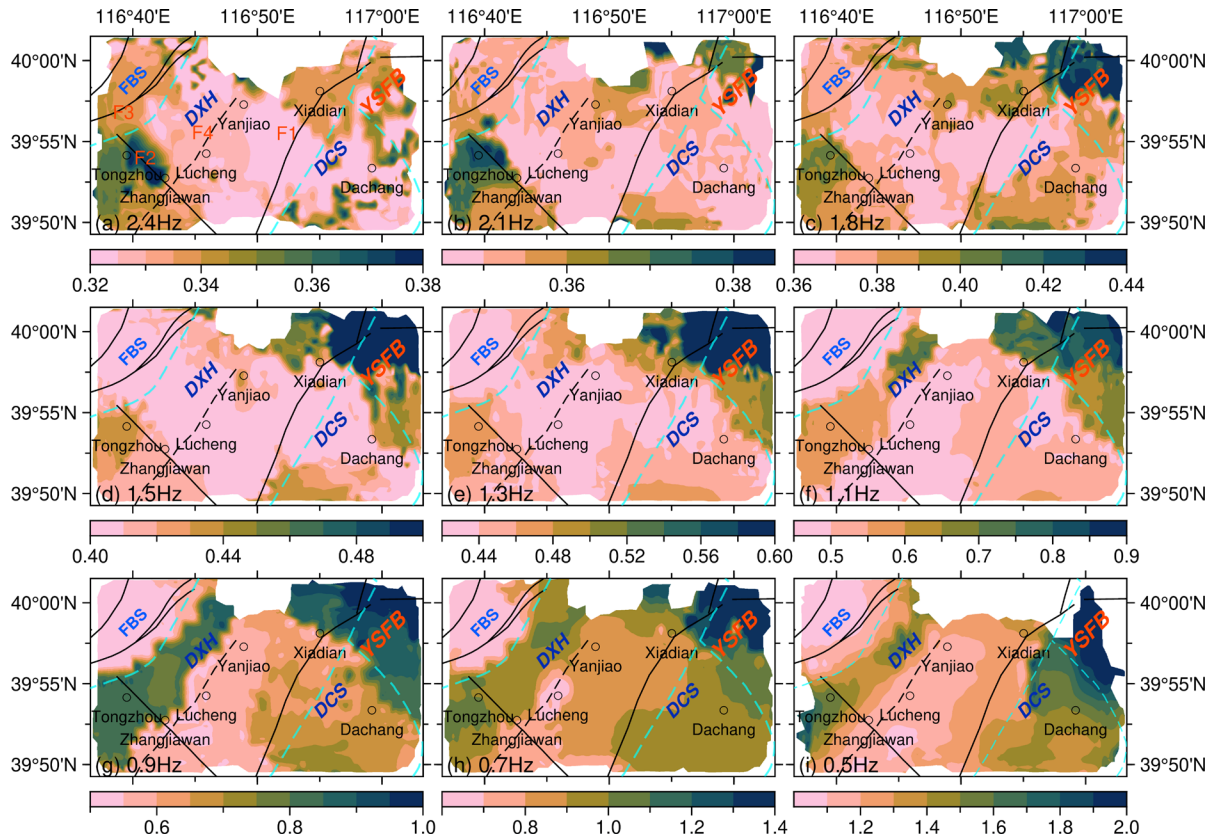 116°40'E 116°50'E 117°00'E 116°40'E 116°50'E 117°00'E 116°40'E 116°50'E 117°00'E
40°00'N 40°00'N
39°55'N 39°55'N
39°50'N 39°50'N
FBS DXH YSFB
F3 F4 F1 F2
Xiadian
Yanjiao
DCS
Tongzhou Lucheng
Zhangjiawan Dachang
(a) 2.4Hz
FBS DXH YSFB
Xiadian
Yanjiao
DCS
Tongzhou Lucheng
Zhangjiawan Dachang
(b) 2.1Hz
FBS DXH YSFB
Xiadian
Yanjiao
DCS
Tongzhou Lucheng
Zhangjiawan Dachang
(c) 1.8Hz
0.32 0.34 0.36 0.38
0.36 0.38
0.36 0.38 0.40 0.42 0.44
40°00'N 40°00'N
39°55'N 39°55'N
39°50'N 39°50'N
FBS DXH YSFB
Xiadian
Yanjiao
DCS
Tongzhou Lucheng
Zhangjiawan Dachang
(d) 1.5Hz
FBS DXH YSFB
Xiadian
Yanjiao
DCS
Tongzhou Lucheng
Zhangjiawan Dachang
(e) 1.3Hz
FBS DXH YSFB
Xiadian
Yanjiao
DCS
Tongzhou Lucheng
Zhangjiawan Dachang
(f) 1.1Hz
0.40 0.44 0.48
0.44 0.48 0.52 0.56 0.60
0.5 0.6 0.7 0.8 0.9
40°00'N 40°00'N
39°55'N 39°55'N
39°50'N 39°50'N
FBS DXH YSFB
Xiadian
Yanjiao
DCS
Tongzhou Lucheng
Zhangjiawan Dachang
(g) 0.9Hz
FBS DXH YSFB
Xiadian
Yanjiao
DCS
Tongzhou Lucheng
Zhangjiawan Dachang
(h) 0.7Hz
FBS DXH YSFB
Xiadian
Yanjiao
DCS
Tongzhou Lucheng
Zhangjiawan Dachang
(i) 0.5Hz
0.6 0.8 1.0
0.8 1.0 1.2 1.4
1.2 1.4 1.6 1.8 2.0